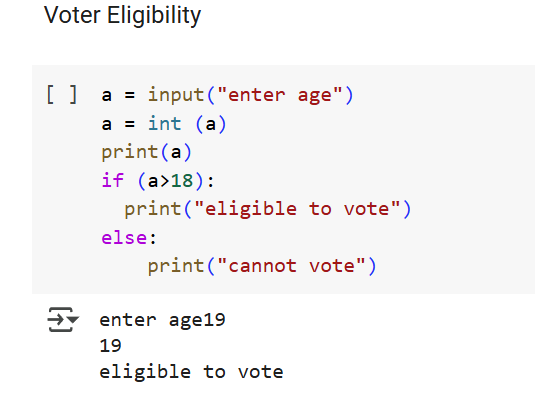 Voter Eligibility
[ ] a = input("enter age")
a = int (a)
print(a)
if (a>18):
  print("eligible to vote")
else:
    print("cannot vote")
enter age19
19
eligible to vote